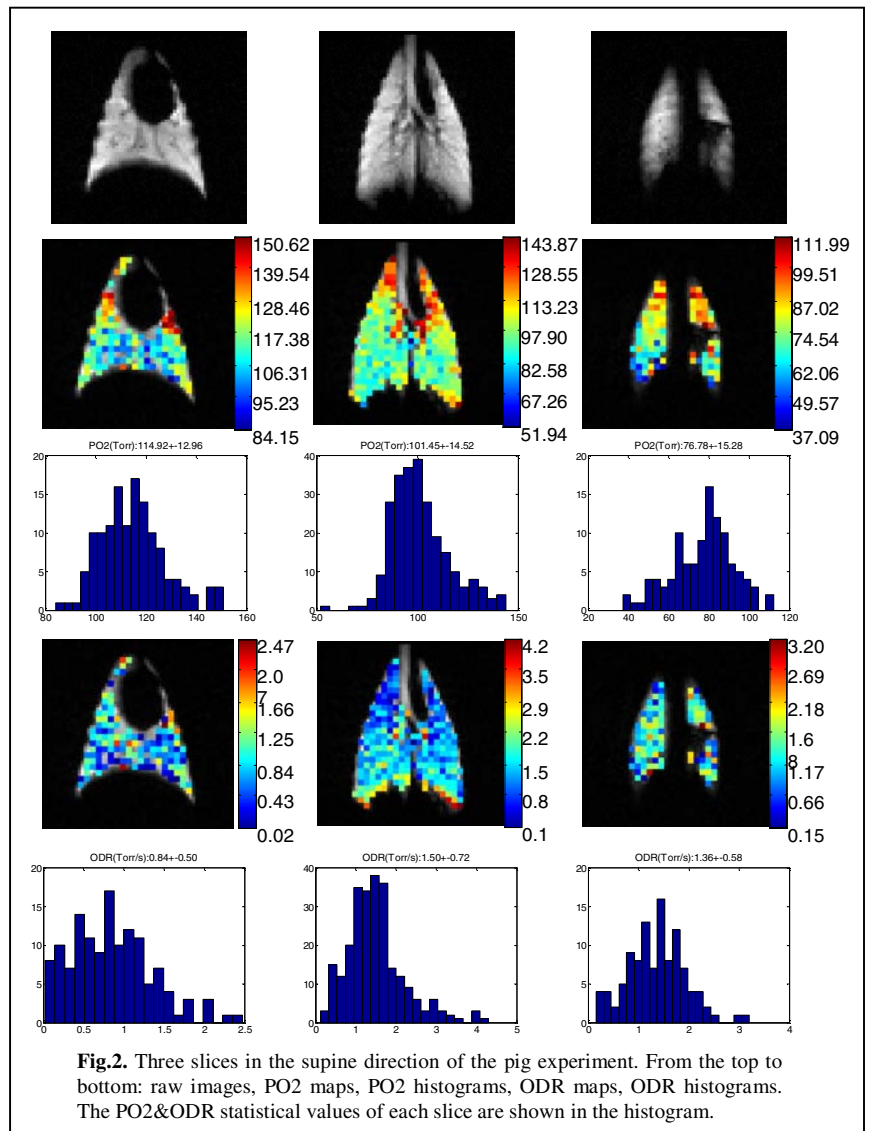 150.62 143.87 111.99
139.54 128.55 99.51
128.46 113.23 87.02
117.38 97.90 74.54
106.31 82.58 62.06
95.23 67.26 49.57
84.15 51.94 37.09
PO2(Torr):114.92+-12.96 PO2(Torr):101.45+-14.52 PO2(Torr):76.78+-15.28
20 40 20
15 30 15
10 20 10
5 10 5
0 0 0
80 100 120 140 160 50 100 150 20 40 60 80 100 120
2.47 4.2 3.20
2.0 3.5 2.69
7
1.66 2.9 2.18
1.25 2.2 1.6
8
0.84 1.5 1.17
0.43 0.8 0.66
0.02 0.1 0.15
ODR(Torr/s):0.84+-0.50 ODR(Torr/s):1.50+-0.72 ODR(Torr/s):1.36+-0.58
20 40 20
15 30 15
10 20 10
5 10 5
0 0 0
0 0.5 1 1.5 2 2.5 0 1 2 3 4 5 0 1 2 3 4
Fig.2. Three slices in the supine direction of the pig experiment. From the top to
bottom: raw images, PO2 maps, PO2 histograms, ODR maps, ODR histograms.
The PO2&ODR statistical values of each slice are shown in the histogram.